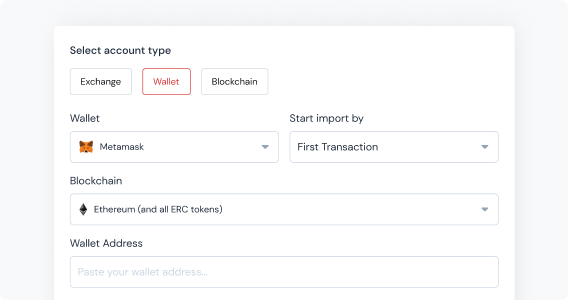 Select account type
Exchange Wallet Blockchain
Wallet Start import by
Metamask First Transaction
Blockchain
Ethereum (and all ERC tokens)
Wallet Address
Paste your wallet address...